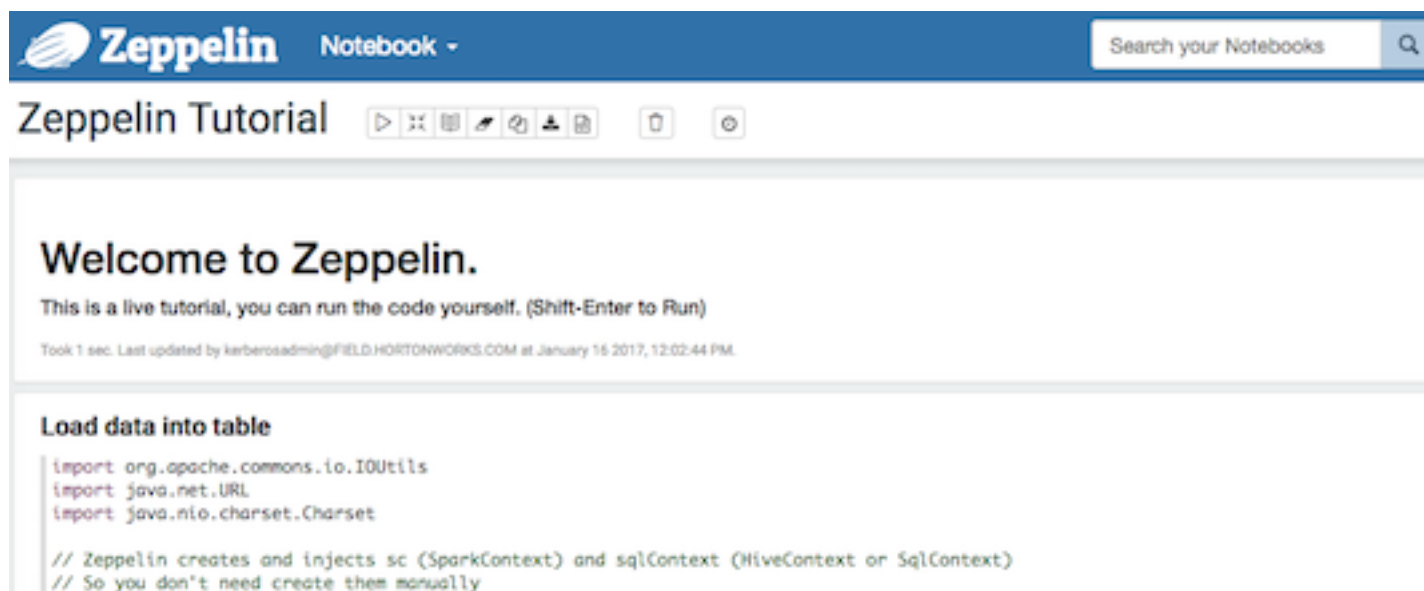 Zeppelin Notebook Search your Notebooks
Zeppelin Tutorial
Welcome to Zeppelin.
This is a live tutorial, you can run the code yourself. (Shift-Enter to Run)
Took 1 sec. Last updated by kerberosadmin@FIELD.HORTONWORKS.COM at January 16 2017, 12:02:44 PM.
Load data into table
import org.apache.commons.io.IOUtils
import java.net.URL
import java.nio.charset.Charset
// Zeppelin creates and injects sc (SparkContext) and sqlContext (HiveContext or SqlContext)
// So you don't need create them manually